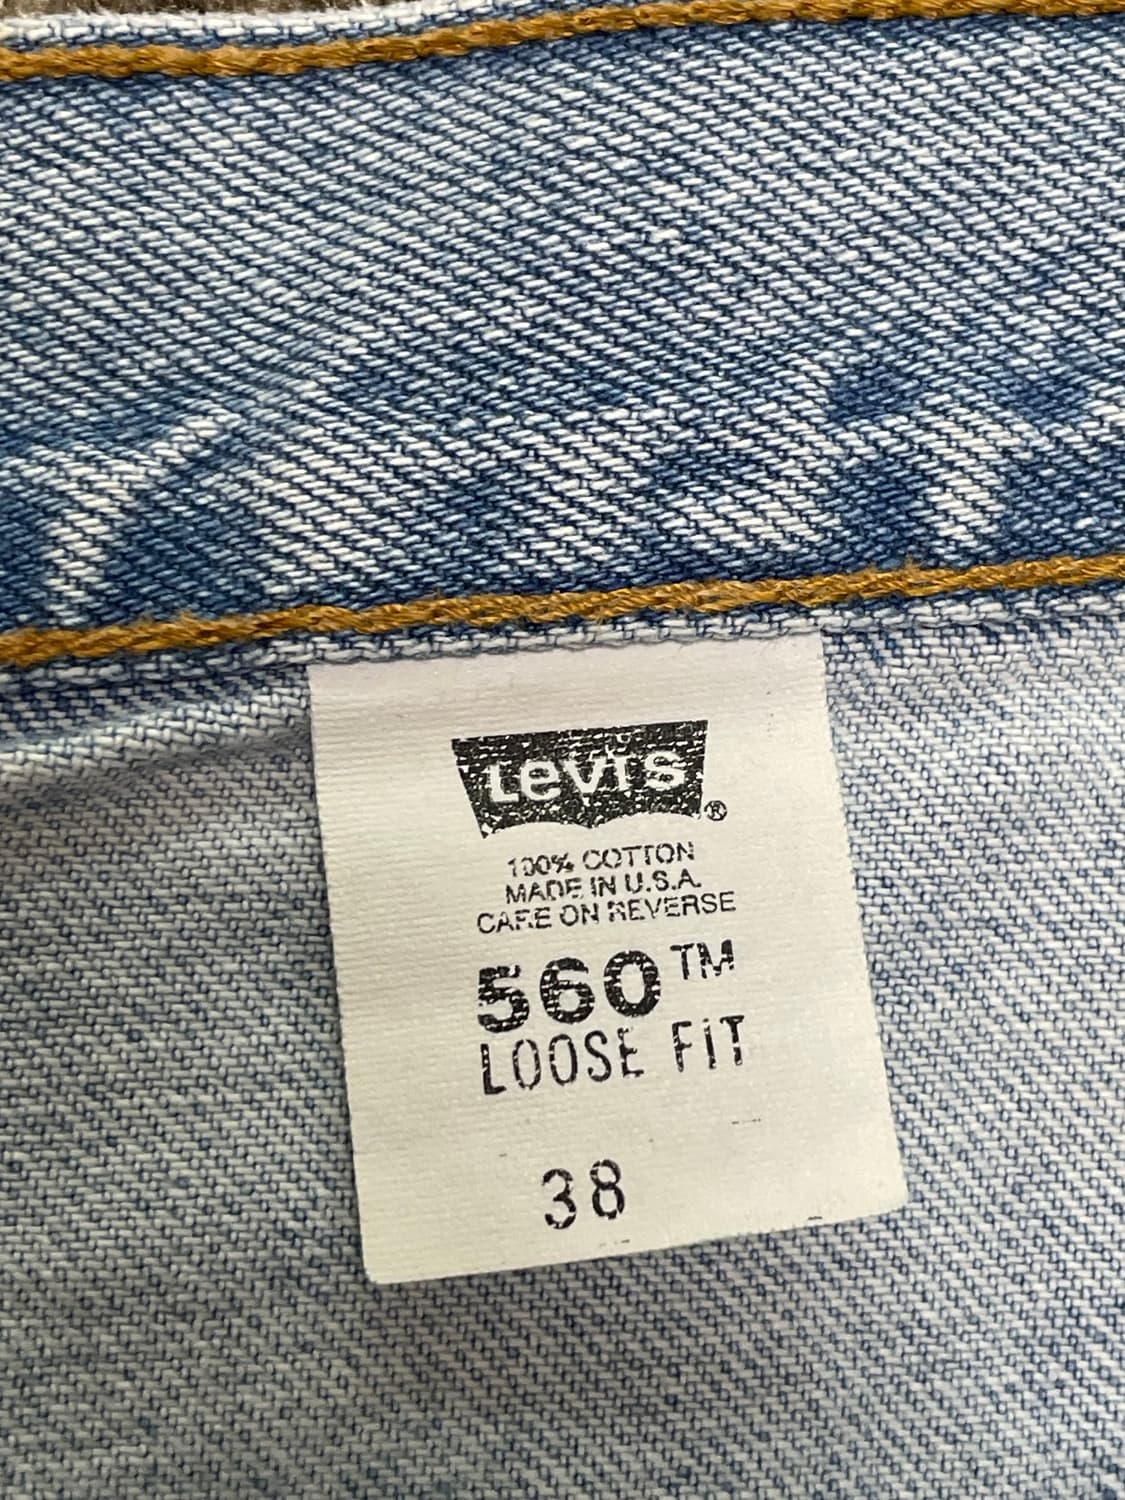 Levi's®
100% COTTON
MADE IN U.S.A.
CARE ON REVERSE
560™
LOOSE FIT
38